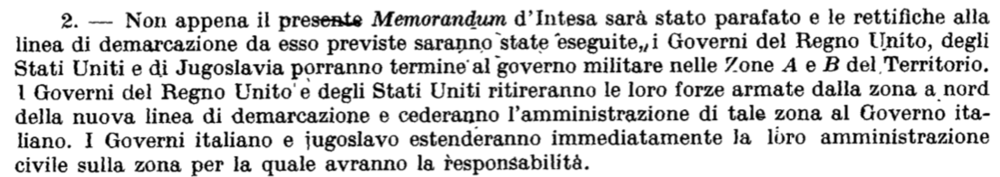 2. — Non appena il presente Memorandum d'Intesa sarà stato parafato e le rettifiche alla
linea di demarcazione da esso previste saranno state eseguite, i Governi del Regno Unito, degli
Stati Uniti e di Jugoslavia porranno termine al governo militare nelle Zone A e B del Territorio.
I Governi del Regno Unito e degli Stati Uniti ritireranno le loro forze armate dalla zona a nord
della nuova linea di demarcazione e cederanno l'amministrazione di tale zona al Governo ita-
liano. I Governi italiano e jugoslavo estenderanno immediatamente la loro amministrazione
civile sulla zona per la quale avranno la responsabilità.